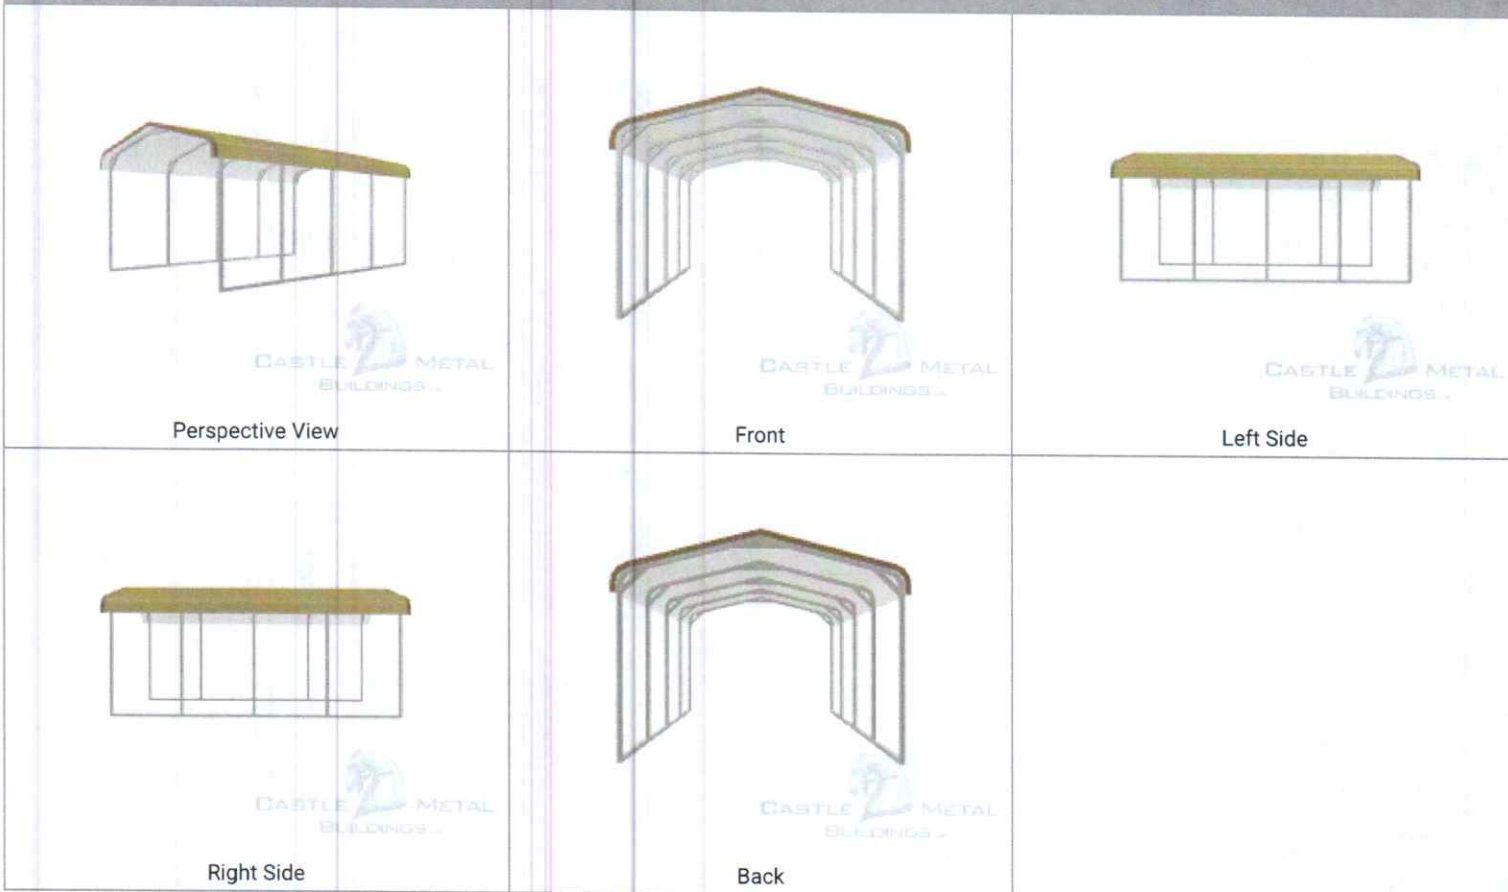 CASTLE METAL
BUILDINGS
Perspective View
CASTLE METAL
BUILDINGS
Front
CASTLE METAL
BUILDINGS
Left Side
CASTLE METAL
BUILDINGS
Right Side
CASTLE METAL
BUILDINGS
Back